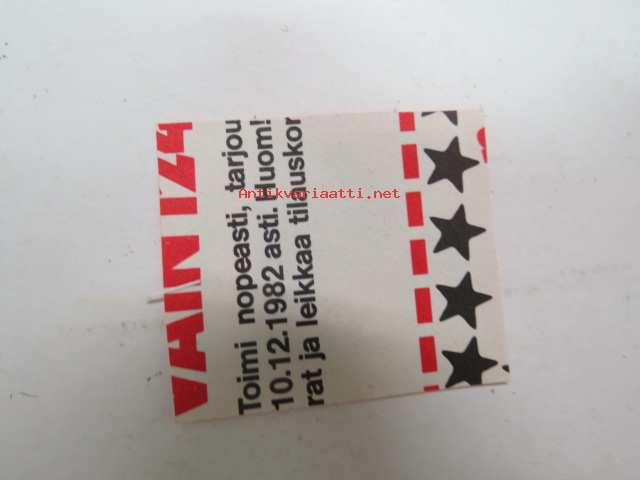 VAIN 124
Toimi nopeasti, tarjou
10.12.1982 asti. Huom!
rat ja leikkaa tilauskor
Antikvariaatti.net